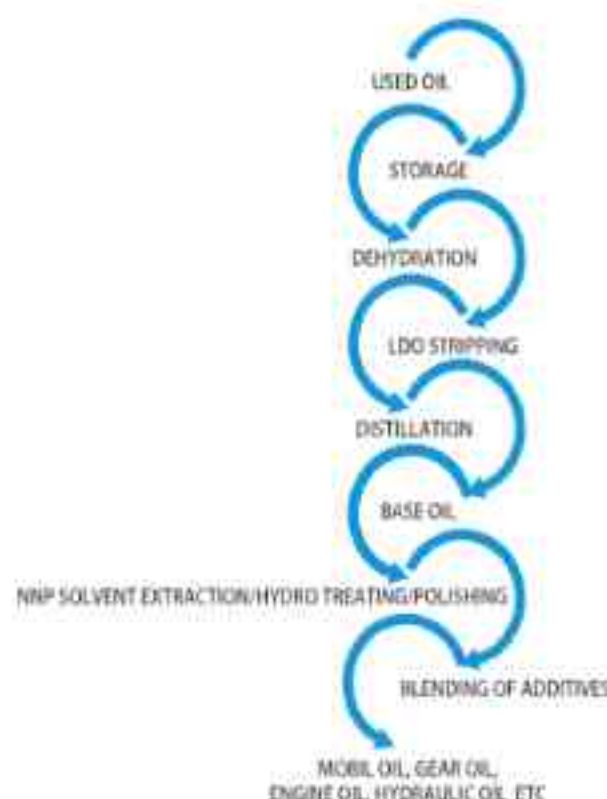 USED OIL
STORAGE
DEHYDRATION
LDO STRIPPING
DISTILLATION
BASE OIL
NNP SOLVENT EXTRACTION/HYDRO TREATING/POLISHING
BLENDING OF ADDITIVES
MOBIL OIL, GEAR OIL,
ENGINE OIL, HYDRAULIC OIL, ETC